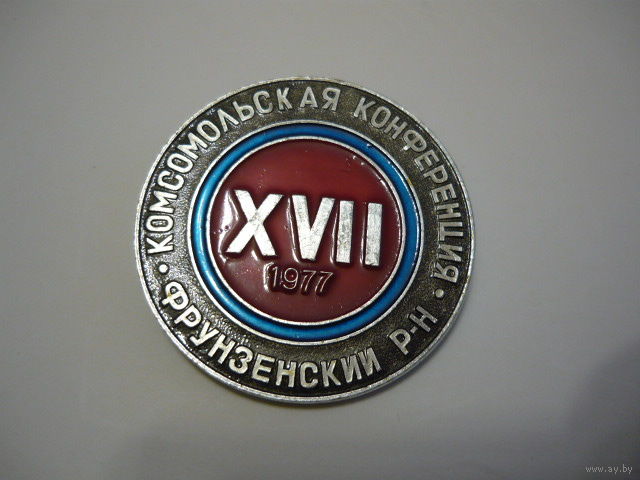 КОМСОМОЛЬСКАЯ КОНФЕРЕНЦИЯ
XVII
1977
ФРУНЗЕНСКИЙ Р-Н
www.ay.by